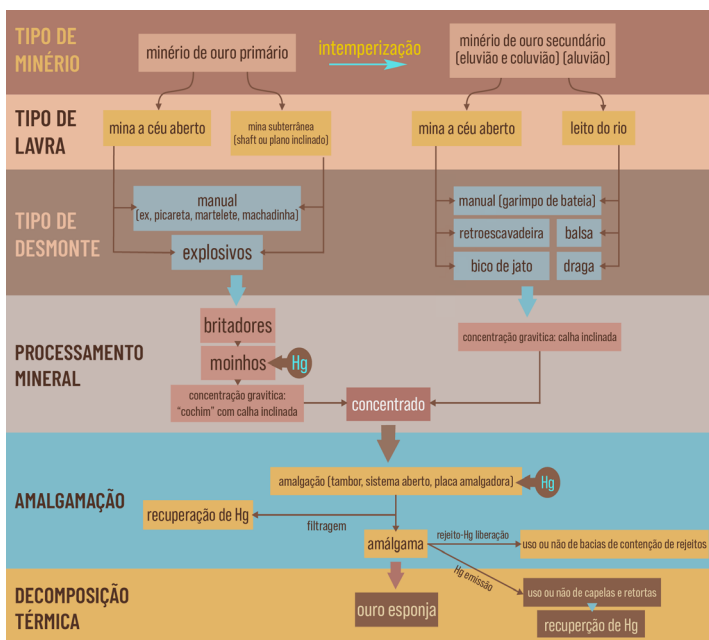 TIPO DE
MINÉRIO
minério de ouro primário
intemperização
minério de ouro secundário
(eluvião e coluvião) (aluvião)
TIPO DE
LAVRA
mina a céu aberto
mina subterrânea
(shaft ou plano inclinado)
mina a céu aberto
leito do rio
TIPO DE
DESMONTE
manual
(ex, picareta, martelete, machadinha)
explosivos
manual (garimpo de bateia)
retroescavadeira
balsa
bico de jato
draga
PROCESSAMENTO
MINERAL
britadores
moinhos
Hg
concentração gravitica:
"cochim" com calha inclinada
concentração gravitica: calha inclinada
concentrado
AMALGAMAÇÃO
amalgação (tambor, sistema aberto, placa amalgadora)
Hg
recuperação de Hg
filtragem
amálgama
rejeito-Hg liberação
uso ou não de bacias de contenção de rejeitos
Hg emissão
DECOMPOSIÇÃO
TÉRMICA
ouro esponja
uso ou não de capelas e retortas
recuperção de Hg